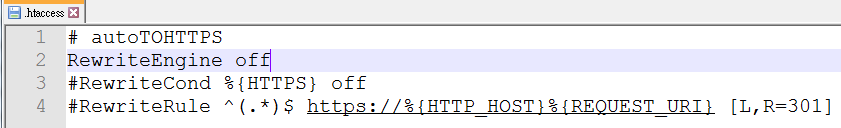 .htaccess
1 # autoTOHTTPS
2 RewriteEngine off
3 #RewriteCond %{HTTPS} off
4 #RewriteRule ^(.*)$ https://%{HTTP_HOST}%{REQUEST_URI} [L,R=301]